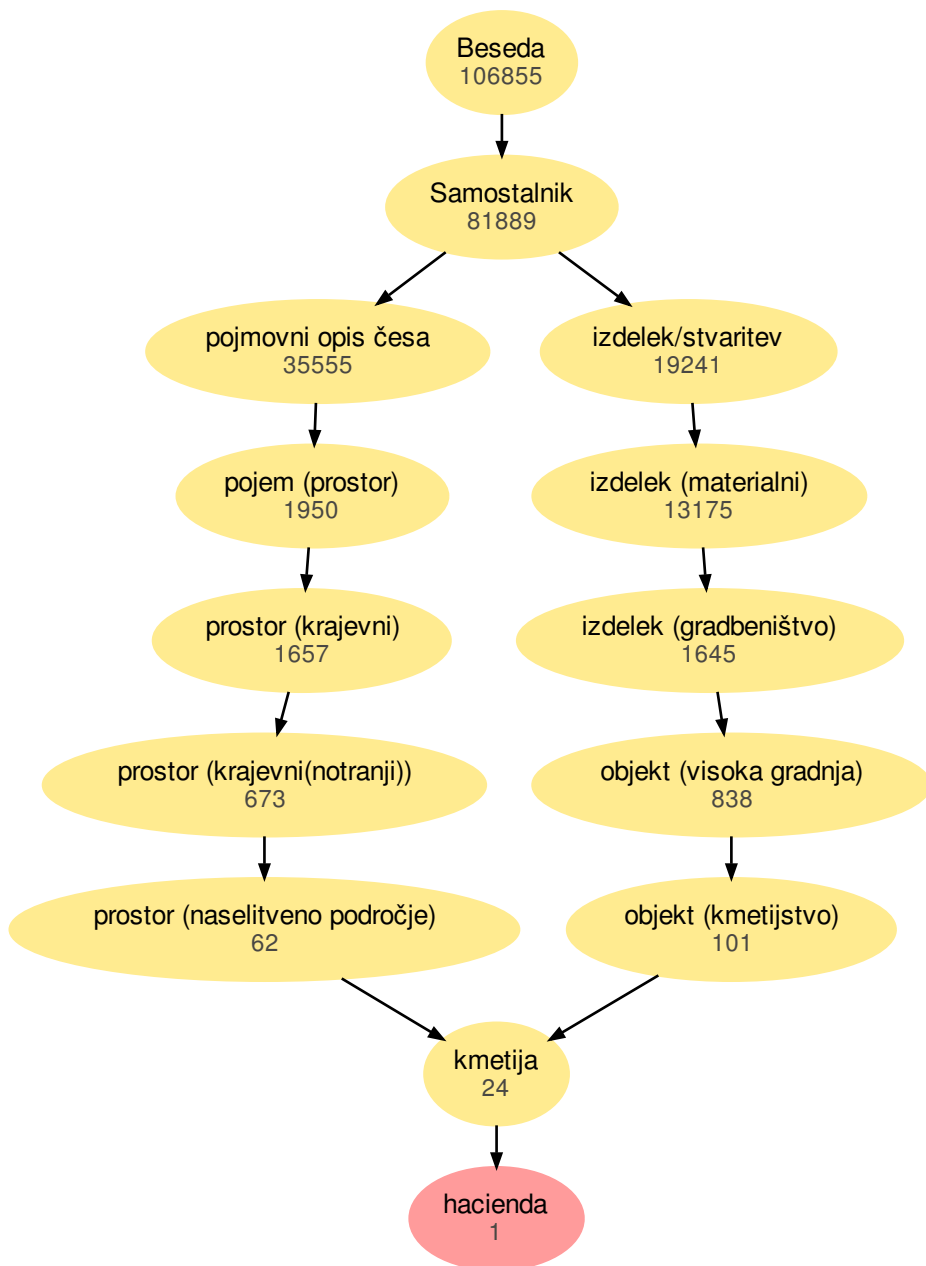 Beseda
106855
Samostalnik
81889
pojmovni opis česa
35555
izdelek/stvaritev
19241
pojem (prostor)
1950
izdelek (materialni)
13175
prostor (krajevni)
1657
izdelek (gradbeništvo)
1645
prostor (krajevni(notranji))
673
objekt (visoka gradnja)
838
prostor (naselitveno področje)
62
objekt (kmetijstvo)
101
kmetija
24
hacienda
1